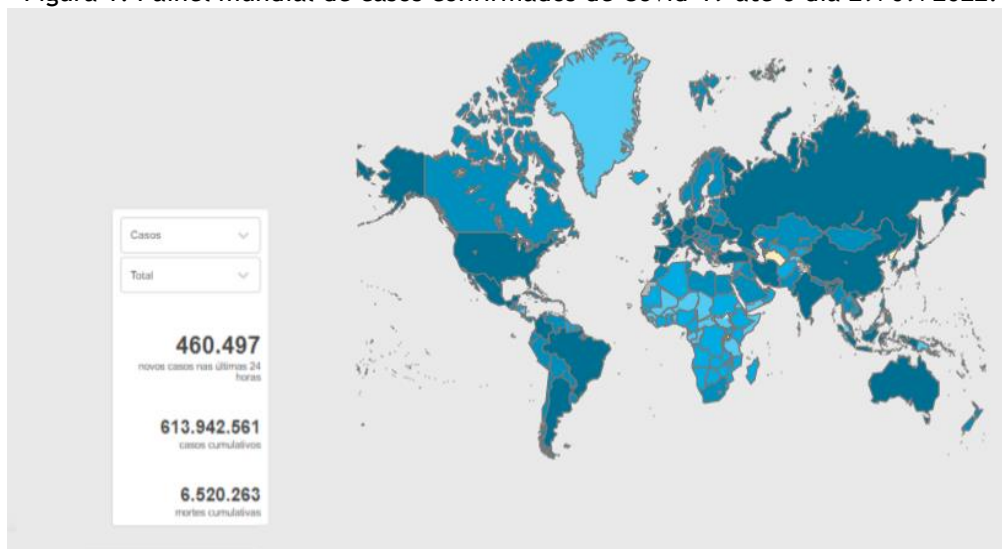 Casos
Total
460.497
novos casos nas últimas 24
horas
613.942.561
casos cumulativos
6.520.263
mortes cumulativas